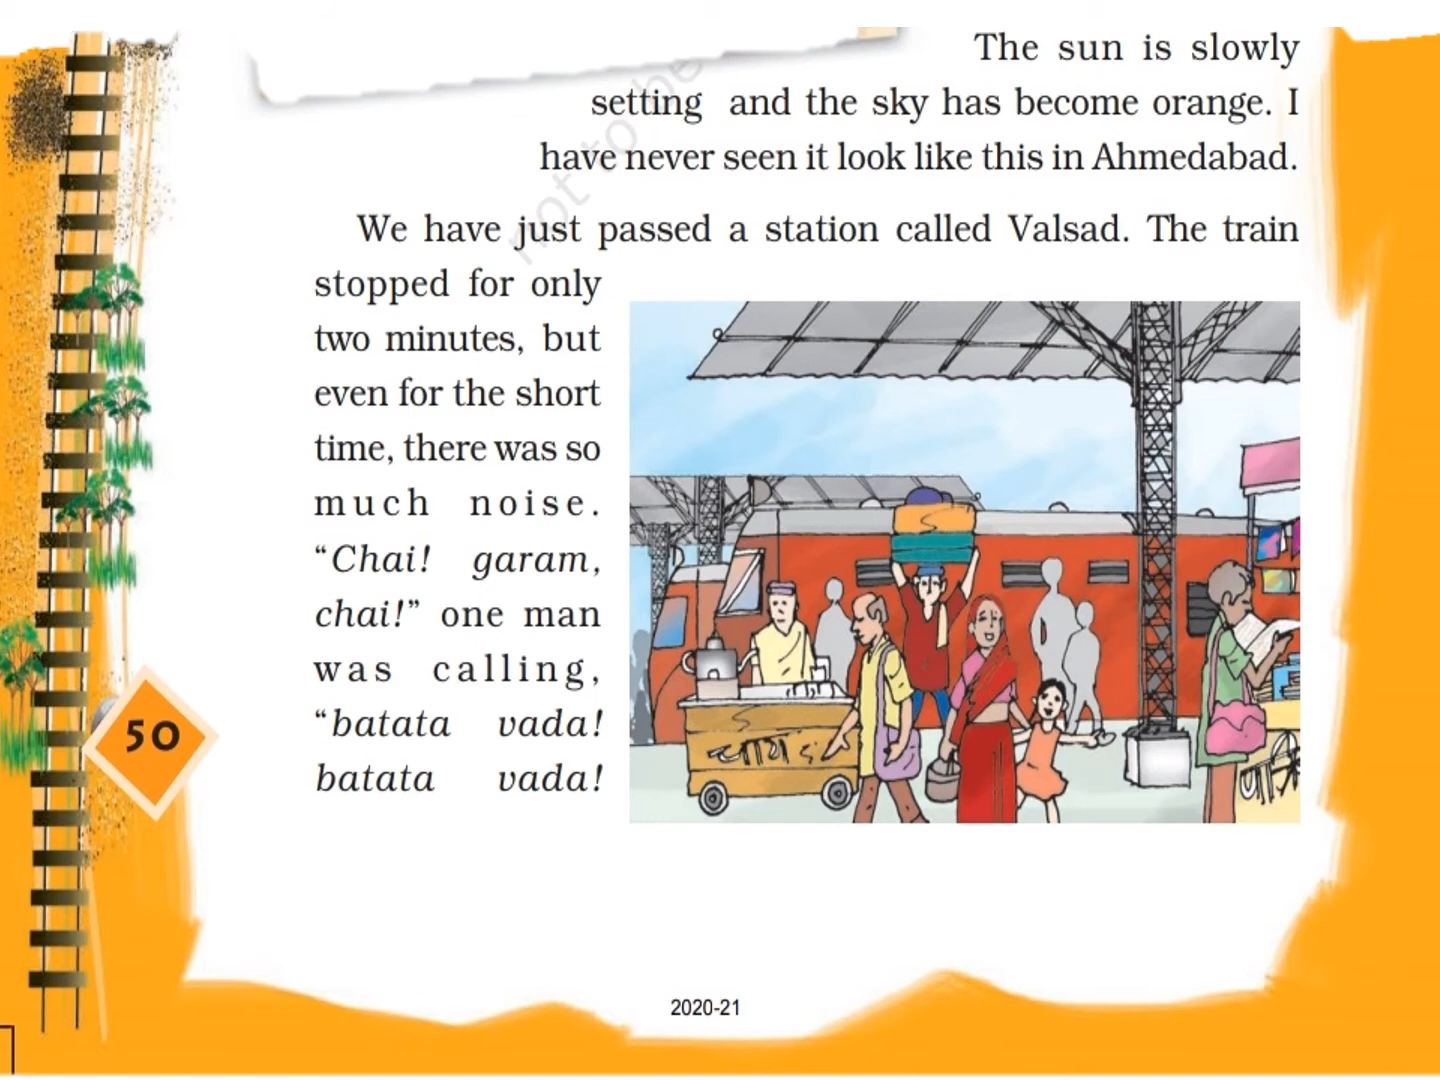 The sun is slowly
setting and the sky has become orange. I
have never seen it look like this in Ahmedabad.
We have just passed a station called Valsad. The train
stopped for only
two minutes, but
even for the short
time, there was so
much noise.
“Chai! garam,
chai!” one man
was calling,
“batata vada!
batata vada!
50
not to be
2020-21